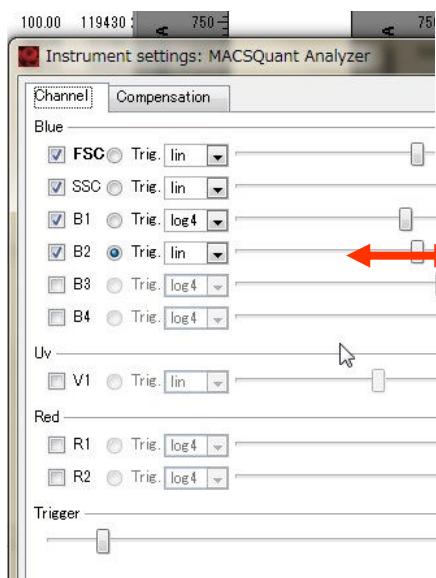 100.00 119430 A 750 A 75
Instrument settings: MACSQuant Analyzer
Channel Compensation
Blue
FSC Trig. lin
SSC Trig. lin
B1 Trig. log4
B2 Trig. lin
B3 Trig. log4
B4 Trig. log4
Uv
V1 Trig. lin
Red
R1 Trig. log4
R2 Trig. log4
Trigger